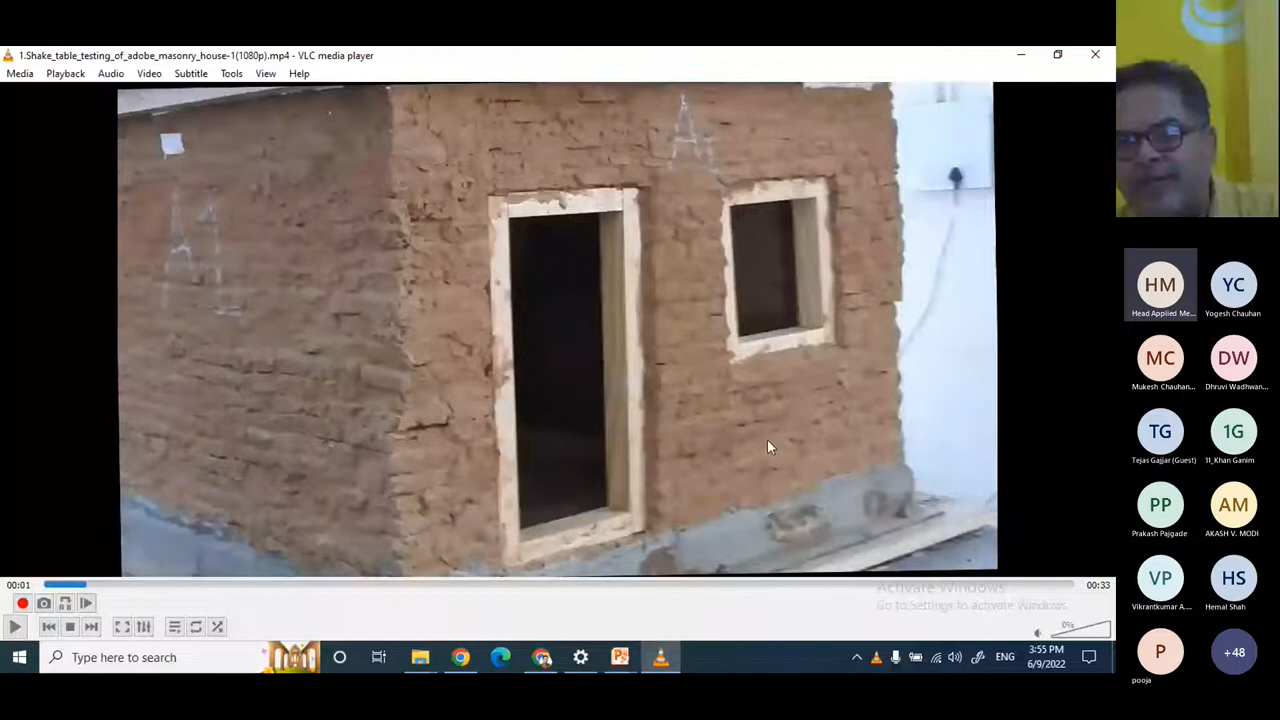 1.Shake_table_testing_of_adobe_masonry_house-1(1080p).mp4 - VLC media player
Media Playback Audio Video Subtitle Tools View Help
A
A1
HM YC
Head Applied Me... Yogesh Chauhan
MC DW
Mukesh Chauhan... Dhruvi Wadhwan...
TG 1G
Tejas Gajjar (Guest) 11_Khan Ganim
PP AM
Prakash Pajgade AKASH V. MODI
VP HS
Vikrantkumar A.... Hemal Shah
P +48
pooja
00:01 00:33
Activate Windows
Go to Settings to activate Windows.
0%
Type here to search
ENG
3:55 PM
6/9/2022